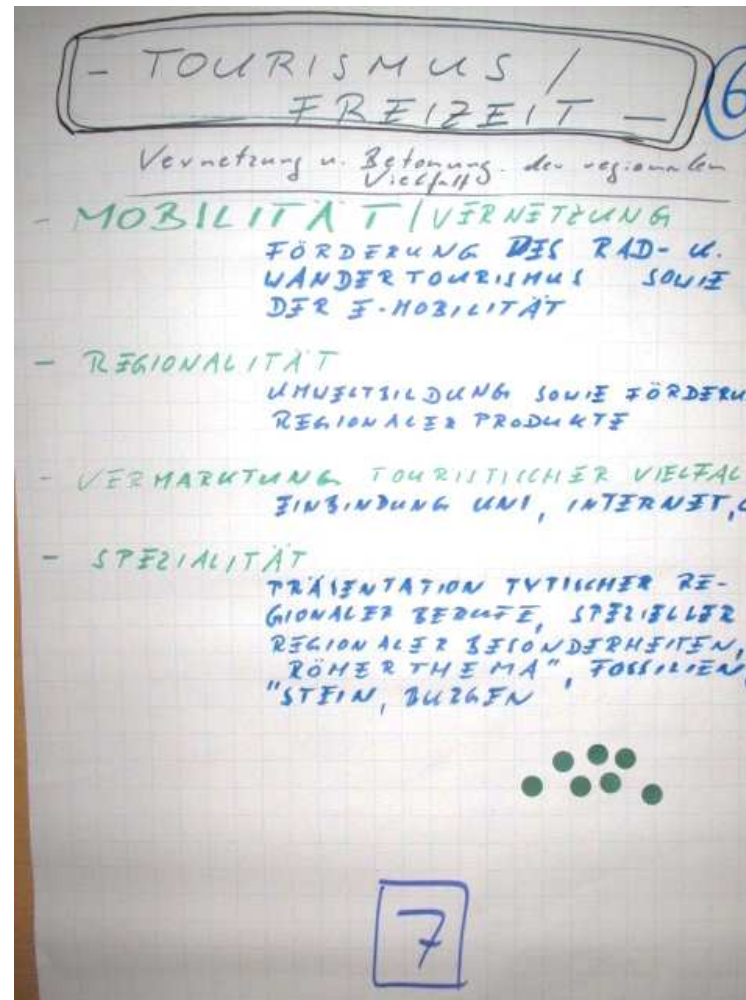 - TOURISMUS /
FREIZEIT -
6
Vernetzung u. Betonung der regionalen
Vielfalt
- MOBILITÄT / VERNETZUNG
FÖRDERUNG DES RAD- U.
WANDERTOURISMUS SOWIE
DER E-MOBILITÄT
- REGIONALITÄT
UMWELTBILDUNG SOWIE FÖRDERU
REGIONALER PRODUKTE
- VERMARKTUNG TOURISTISCHER VIELFAL
EINBINDUNG UNI, INTERNET,
- SPEZIALITÄT
PRÄSENTATION TYPISCHER RE-
GIONALER BERUFE, SPEZIELLER
REGIONALER BESONDERHEITEN,
"RÖMERTHEMA", FOSSILIEN,
"STEIN, BURGEN
7